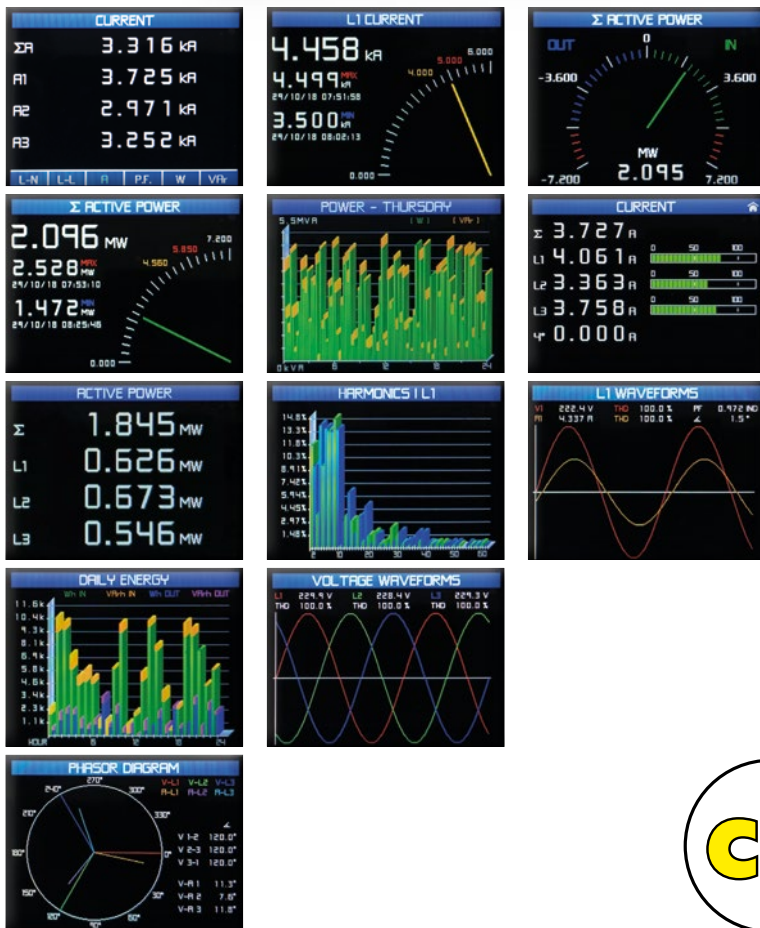 CURRENT
ΣA 3.316 kA
A1 3.725 kA
A2 2.971 kA
A3 3.252 kA
L-N L-L A P.F. W VAr
L1 CURRENT
4.458 kA
4.499 kA MAX
29/10/18 07:51:58
3.500 kA MIN
29/10/18 08:02:13
0.000
4.000
5.000
6.000
Σ ACTIVE POWER
OUT 0 IN
-3.600 3.600
MW
-7.200 2.095 7.200
Σ ACTIVE POWER
2.096 MW
2.528 MW MAX
29/10/18 07:53:10
1.472 MW MIN
29/10/18 08:25:46
0.000
4.560
5.850
7.200
POWER - THURSDAY
5.5MVA [W] [VAr]
0kVA 6 12 18 24
CURRENT
Σ 3.727 A
L1 4.061 A 0 50 100
L2 3.363 A 0 50 100
L3 3.758 A 0 50 100
4* 0.000 A
ACTIVE POWER
Σ 1.845 MW
L1 0.626 MW
L2 0.673 MW
L3 0.546 MW
HARMONICS I L1
14.8%
13.3%
11.8%
10.3%
8.91%
7.42%
5.94%
4.45%
2.97%
1.48%
2 10 20 30 40 50 60
L1 WAVEFORMS
V1 222.4 V THD 100.0 % PF 0.972 IND
A1 4.337 A THD 100.0 % ∠ 1.5°
DAILY ENERGY
Wh IN VArh IN Wh OUT VArh OUT
11.6k
10.4k
9.3k
8.1k
6.9k
5.8k
4.6k
3.4k
2.3k
1.1k
HOUR 6 12 18 24
VOLTAGE WAVEFORMS
L1 229.9 V L2 228.4 V L3 229.3 V
THD 100.0 % THD 100.0 % THD 100.0 %
PHASOR DIAGRAM
V-L1 V-L2 V-L3
A-L1 A-L2 A-L3
270°
240° 300°
210° 330°
180° 0°
150° 30°
120° 60°
90°
∠
V 1-2 120.0°
V 2-3 120.0°
V 3-1 120.0°
V-A 1 11.3°
V-A 2 7.6°
V-A 3 11.8°
C